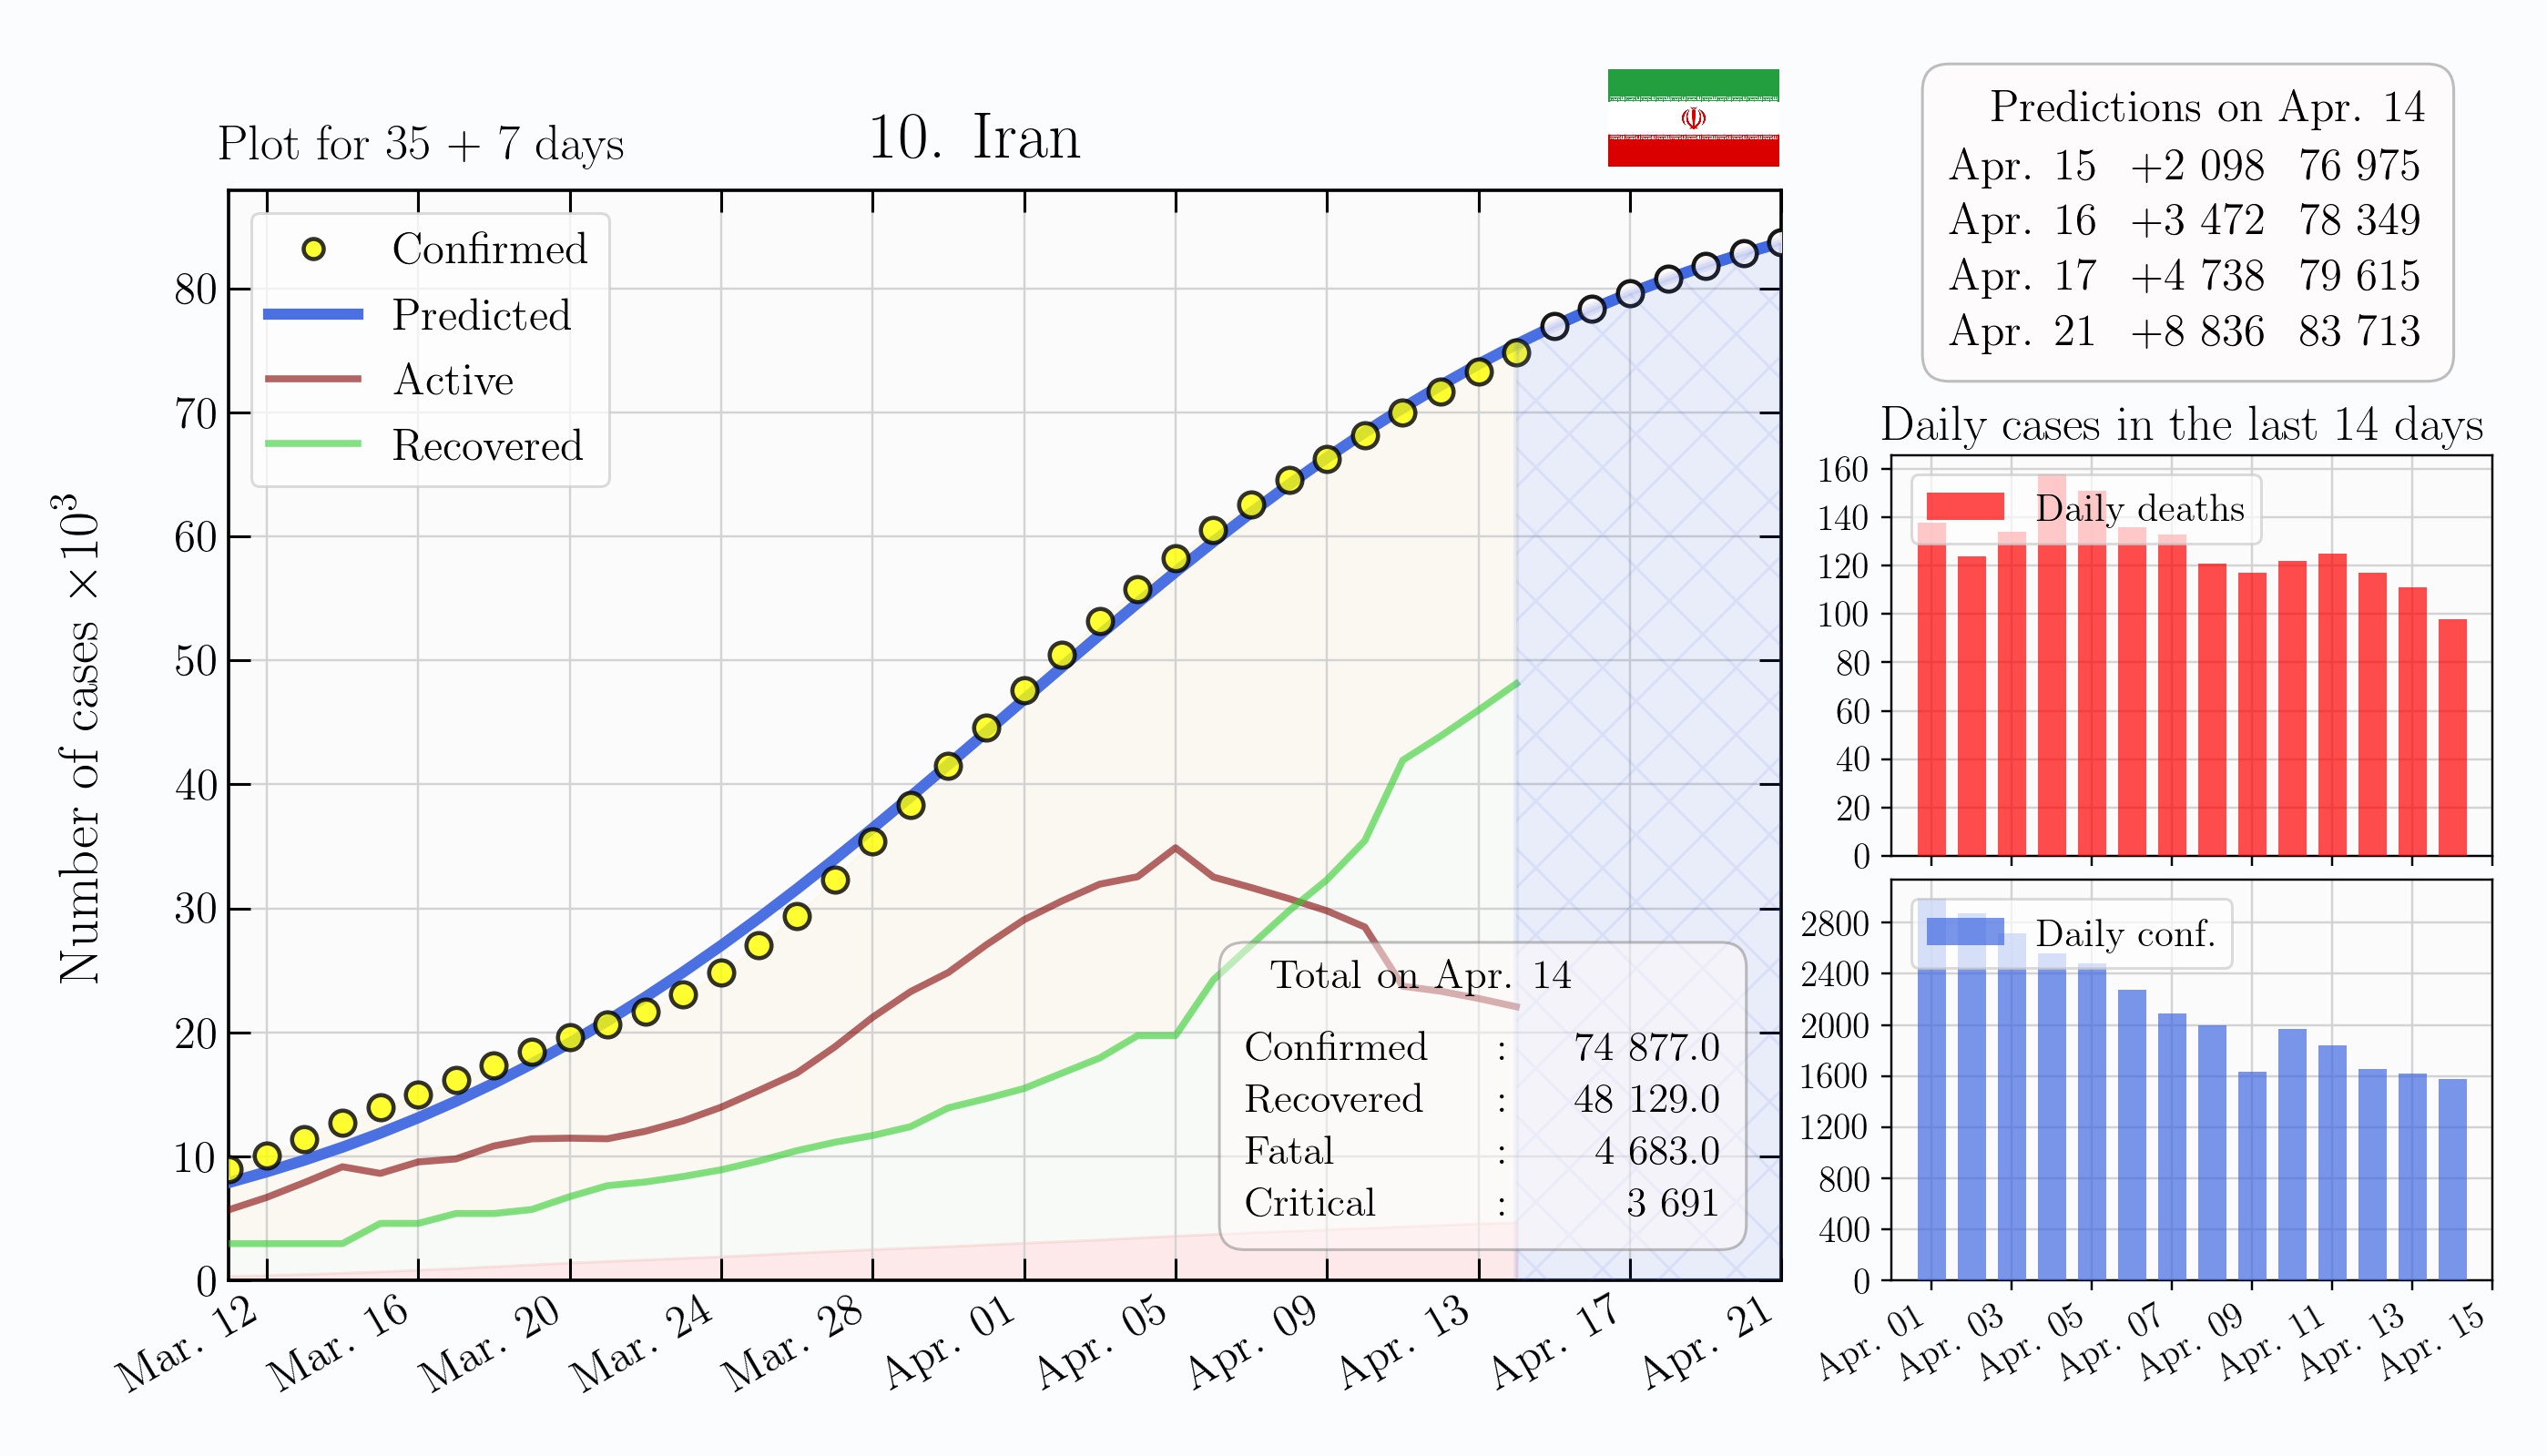 Plot for 35 + 7 days
10. Iran
Number of cases ×10³
80
70
60
50
40
30
20
10
0
Confirmed
Predicted
Active
Recovered
Total on Apr. 14
Confirmed : 74 877.0
Recovered : 48 129.0
Fatal : 4 683.0
Critical : 3 691
Mar. 12 Mar. 16 Mar. 20 Mar. 24 Mar. 28 Apr. 01 Apr. 05 Apr. 09 Apr. 13 Apr. 17 Apr. 21
Predictions on Apr. 14
Apr. 15 +2 098 76 975
Apr. 16 +3 472 78 349
Apr. 17 +4 738 79 615
Apr. 21 +8 836 83 713
Daily cases in the last 14 days
160
140
120
100
80
60
40
20
0
Daily deaths
2800
2400
2000
1600
1200
800
400
0
Daily conf.
Apr. 01 Apr. 03 Apr. 05 Apr. 07 Apr. 09 Apr. 11 Apr. 13 Apr. 15